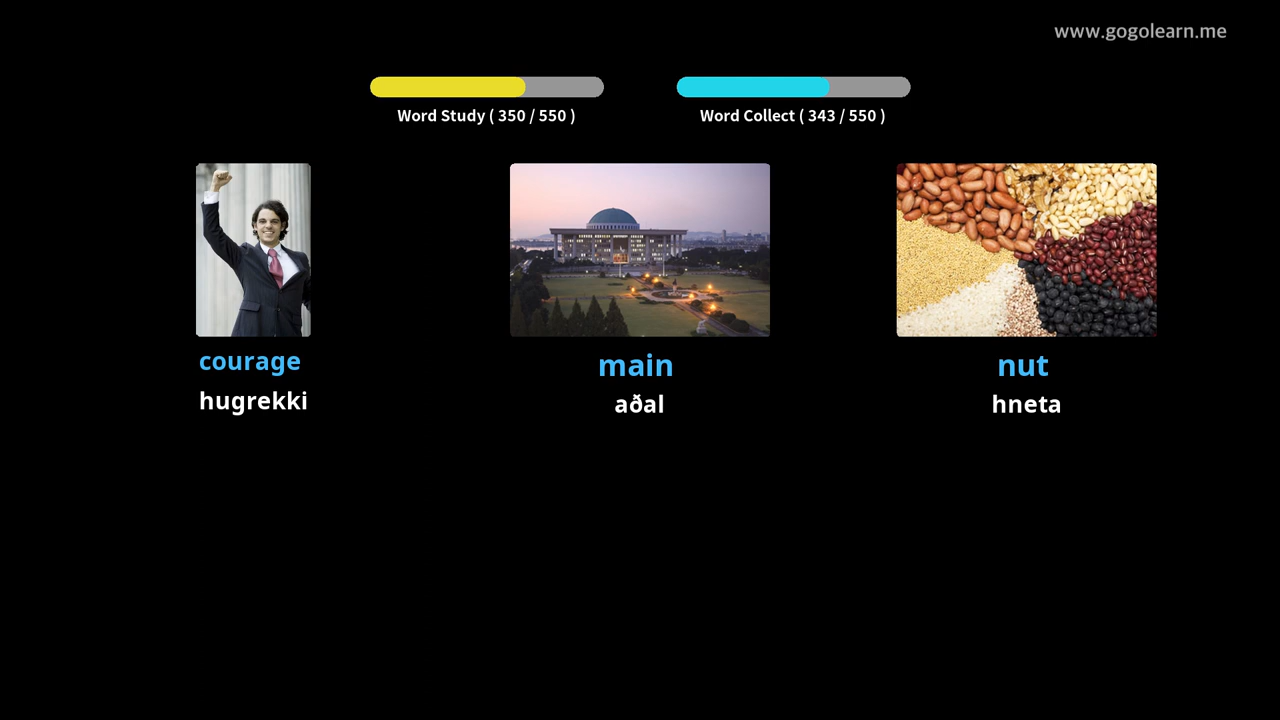 www.gogolearn.me
Word Study ( 350 / 550 )
Word Collect ( 343 / 550 )
courage
hugrekki
main
aðal
nut
hneta